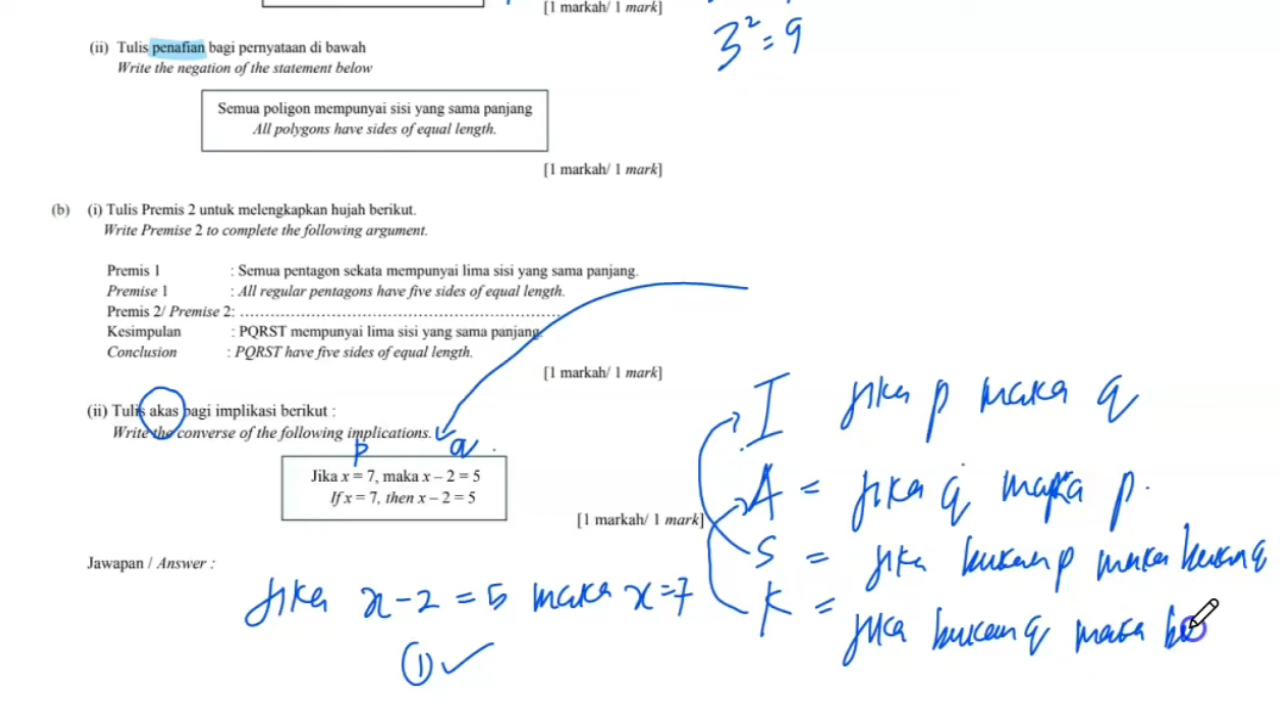 [1 markah/ 1 mark]
3² = 9
(ii) Tulis penafian bagi pernyataan di bawah
Write the negation of the statement below
Semua poligon mempunyai sisi yang sama panjang
All polygons have sides of equal length.
[1 markah/ 1 mark]
(b) (i) Tulis Premis 2 untuk melengkapkan hujah berikut.
Write Premise 2 to complete the following argument.
Premis 1 : Semua pentagon sekata mempunyai lima sisi yang sama panjang.
Premise 1 : All regular pentagons have five sides of equal length.
Premis 2/ Premise 2: ..........................................................
Kesimpulan : PQRST mempunyai lima sisi yang sama panjang.
Conclusion : PQRST have five sides of equal length.
[1 markah/ 1 mark]
(ii) Tulis akas bagi implikasi berikut :
Write the converse of the following implications.
p q
Jika x = 7, maka x – 2 = 5
If x = 7, then x – 2 = 5
[1 markah/ 1 mark]
Jawapan / Answer :
jika x - 2 = 5 maka x = 7
1 ✓
I jika p maka q
A = jika q maka p.
S = jika bukan p maka bukan q
K = jika bukan q maka